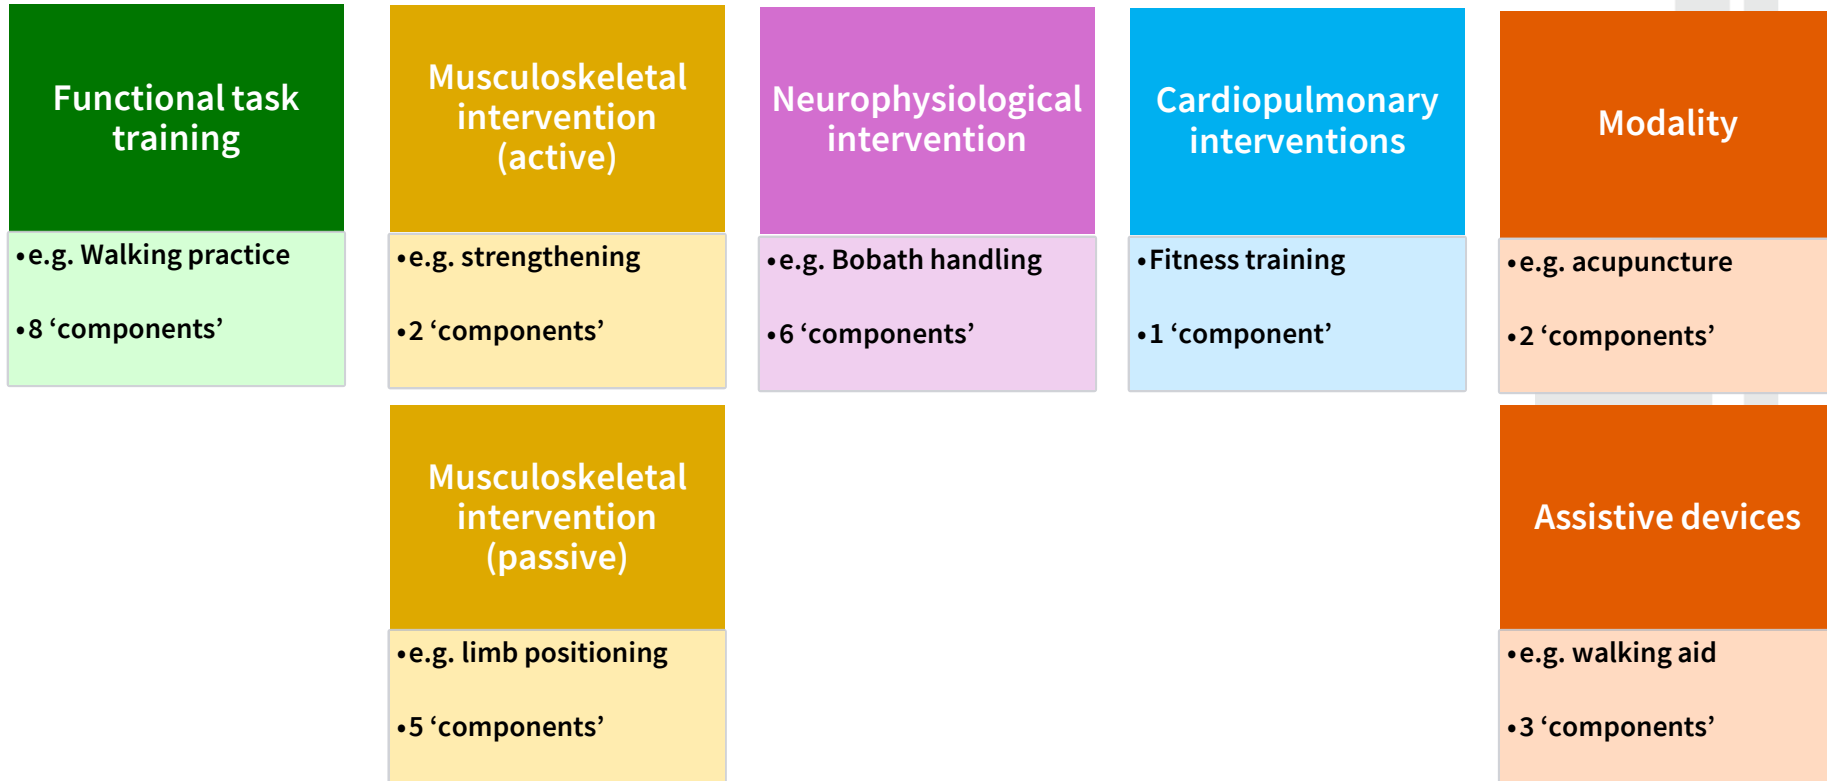 Functional task
training
•e.g. Walking practice
•8 ‘components’
Musculoskeletal
intervention
(active)
•e.g. strengthening
•2 ‘components’
Neurophysiological
intervention
•e.g. Bobath handling
•6 ‘components’
Cardiopulmonary
interventions
•Fitness training
•1 ‘component’
Modality
•e.g. acupuncture
•2 ‘components’
Musculoskeletal
intervention
(passive)
•e.g. limb positioning
•5 ‘components’
Assistive devices
•e.g. walking aid
•3 ‘components’